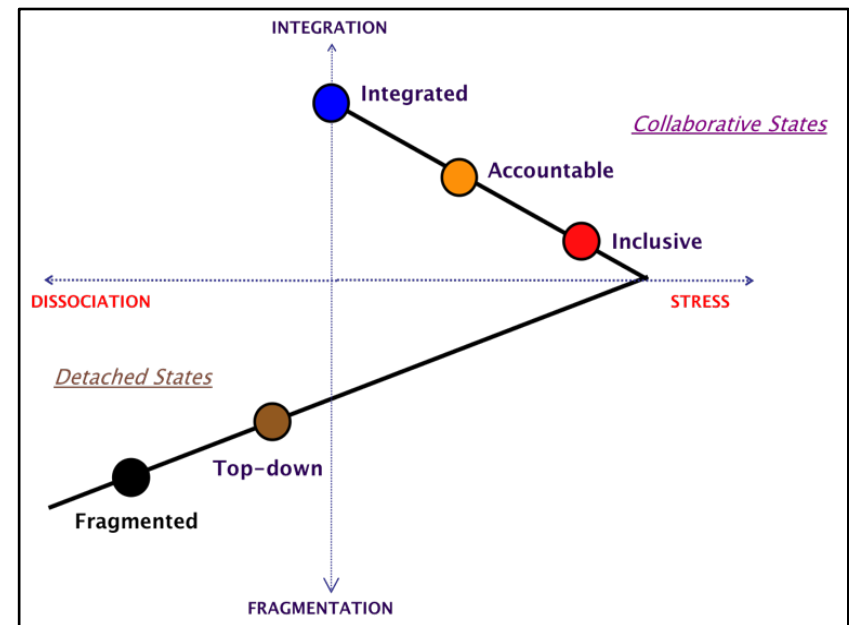 INTEGRATION
Integrated
Collaborative States
Accountable
Inclusive
DISSOCIATION
STRESS
Detached States
Top-down
Fragmented
FRAGMENTATION